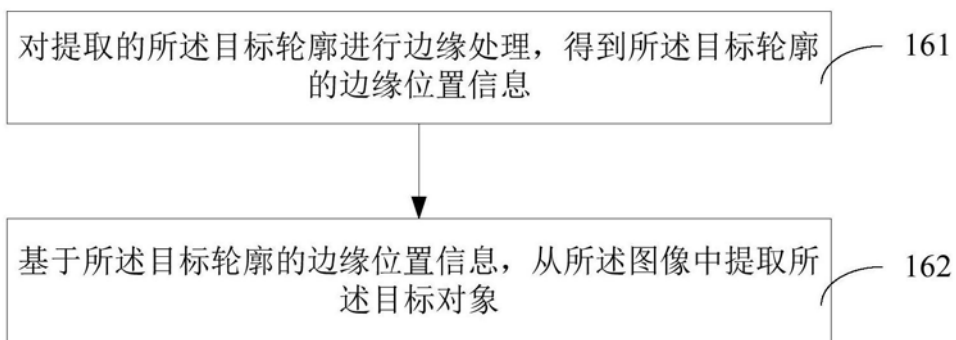 对提取的所述目标轮廓进行边缘处理，得到所述目标轮廓
的边缘位置信息
161
基于所述目标轮廓的边缘位置信息，从所述图像中提取所
述目标对象
162